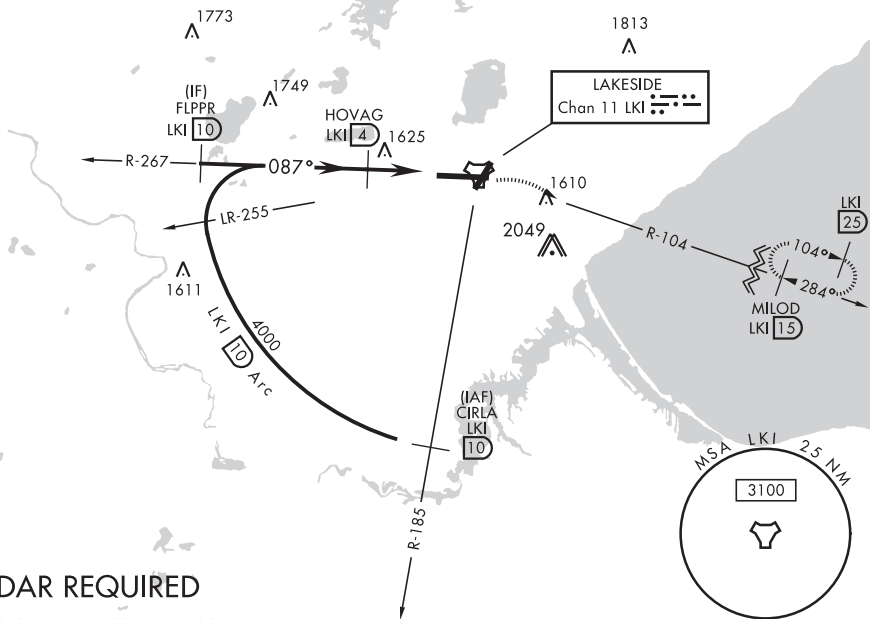 1773
1813
LAKESIDE
Chan 11 LKI
(IF)
FLPPR
LKI 10
1749
HOVAG
LKI 4
1625
R-267
087°
LR-255
1610
2049
R-104
LKI
25
104°
284°
MILOD
LKI 15
1611
4000
LKI 10 Arc
(IAF)
CIRLA
LKI
10
R-185
MSA LKI 25 NM
3100
DAR REQUIRED